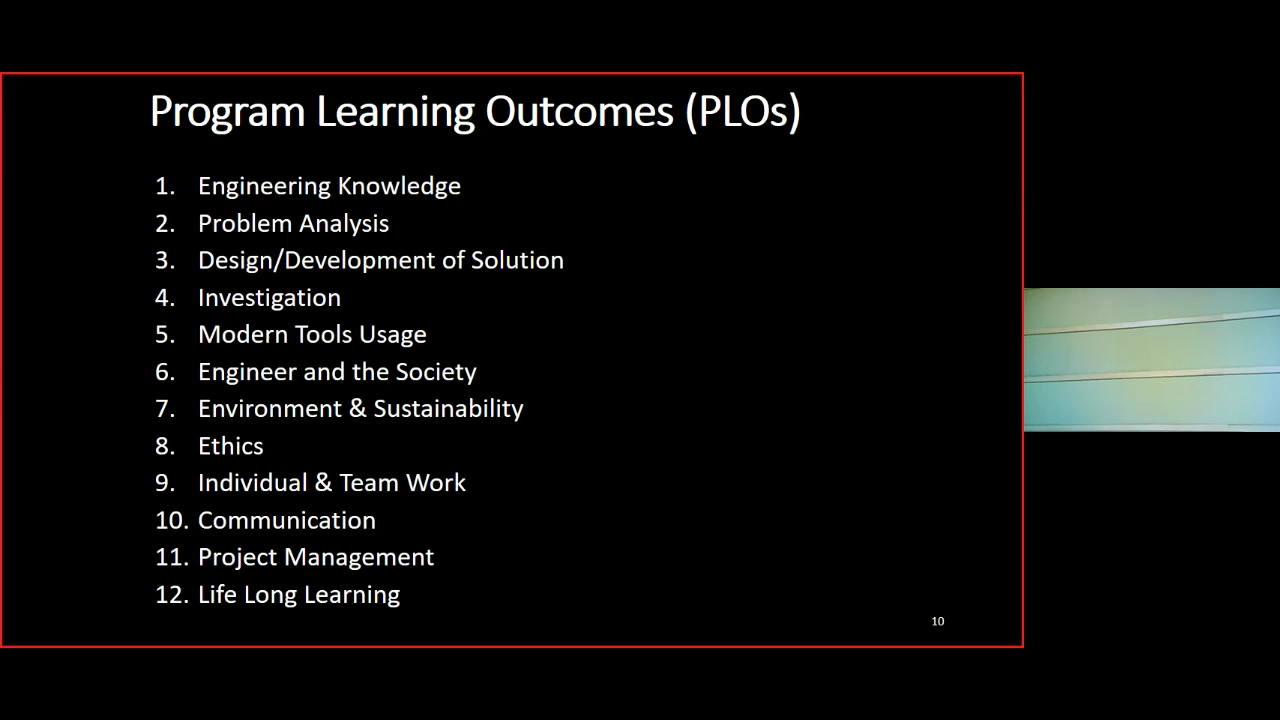 Program Learning Outcomes (PLOs)
1. Engineering Knowledge
2. Problem Analysis
3. Design/Development of Solution
4. Investigation
5. Modern Tools Usage
6. Engineer and the Society
7. Environment & Sustainability
8. Ethics
9. Individual & Team Work
10. Communication
11. Project Management
12. Life Long Learning
10